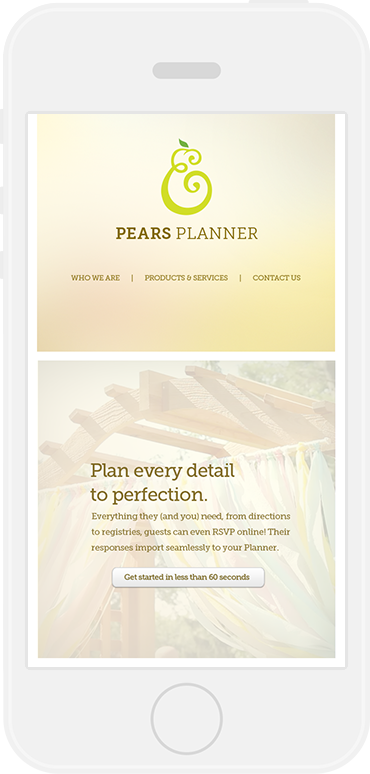 PEARS PLANNER
WHO WE ARE | PRODUCTS & SERVICES | CONTACT US
Plan every detail
to perfection.
Everything they (and you) need, from directions
to registries, guests can even RSVP online! Their
responses import seamlessly to your Planner.
Get started in less than 60 seconds